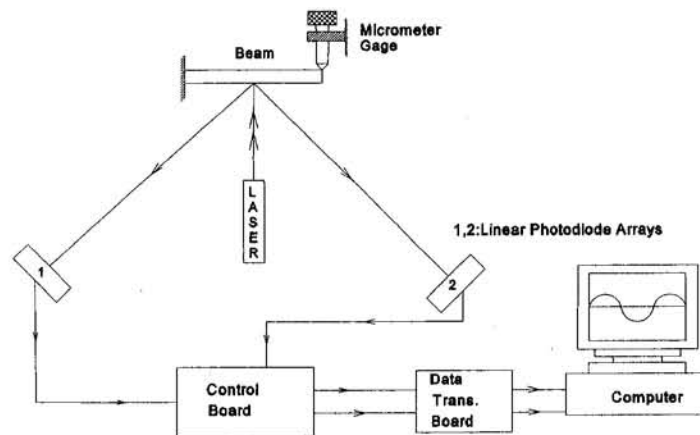 Micrometer
Gage
Beam
L
A
S
E
R
1,2:Linear Photodiode Arrays
1
2
Control
Board
Data
Trans.
Board
Computer